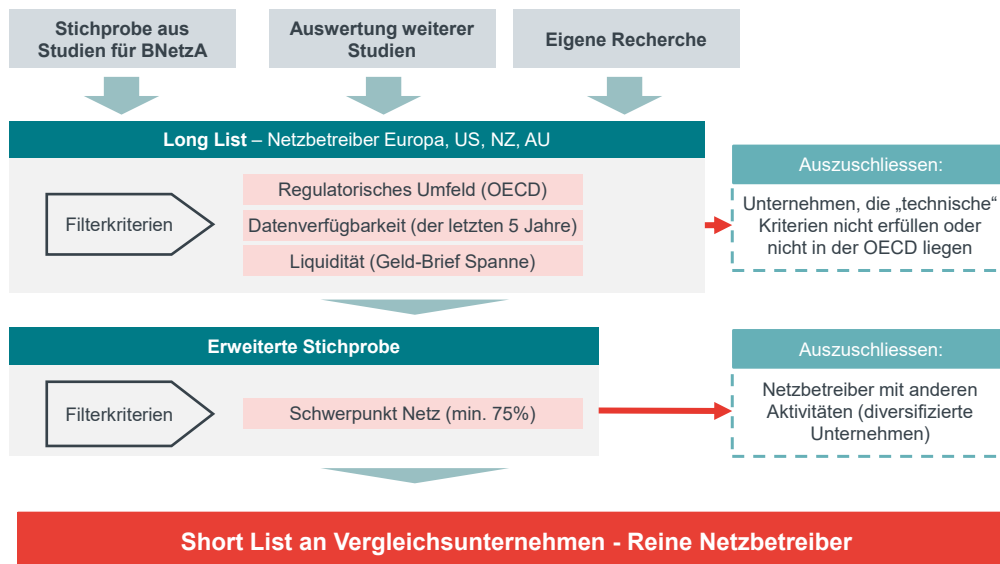 Stichprobe aus
Studien für BNetzA
Auswertung weiterer
Studien
Eigene Recherche
Long List – Netzbetreiber Europa, US, NZ, AU
Filterkriterien
Regulatorisches Umfeld (OECD)
Datenverfügbarkeit (der letzten 5 Jahre)
Liquidität (Geld-Brief Spanne)
Auszuschliessen:
Unternehmen, die „technische“
Kriterien nicht erfüllen oder
nicht in der OECD liegen
Erweiterte Stichprobe
Filterkriterien
Schwerpunkt Netz (min. 75%)
Auszuschliessen:
Netzbetreiber mit anderen
Aktivitäten (diversifizierte
Unternehmen)
Short List an Vergleichsunternehmen - Reine Netzbetreiber